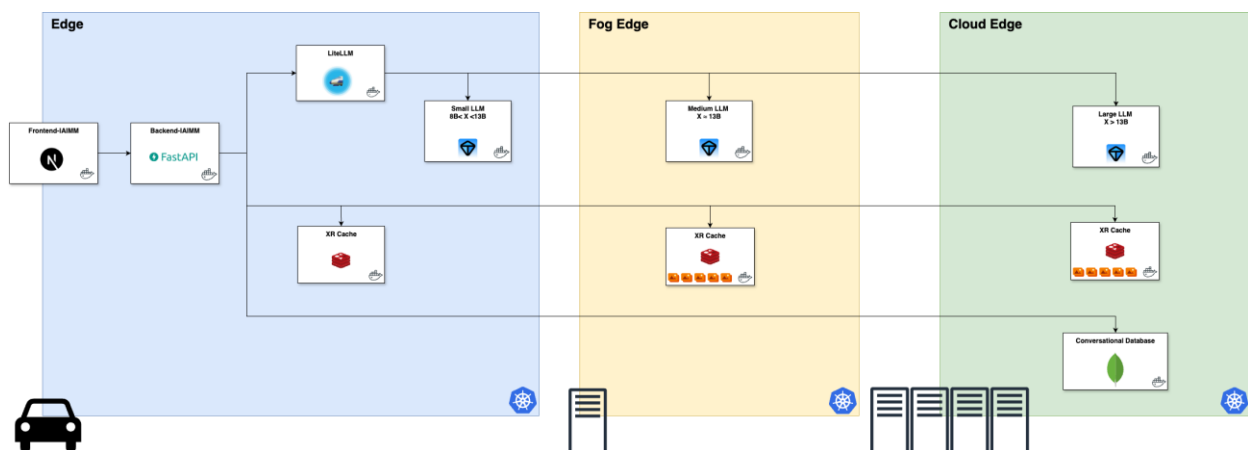 Edge
Fog Edge
Cloud Edge
LiteLLM
Small LLM
8B< X <13B
Medium LLM
X = 13B
Large LLM
X > 13B
Frontend-IAIMM
Backend-IAIMM
FastAPI
XR Cache
XR Cache
XR Cache
Conversational Database